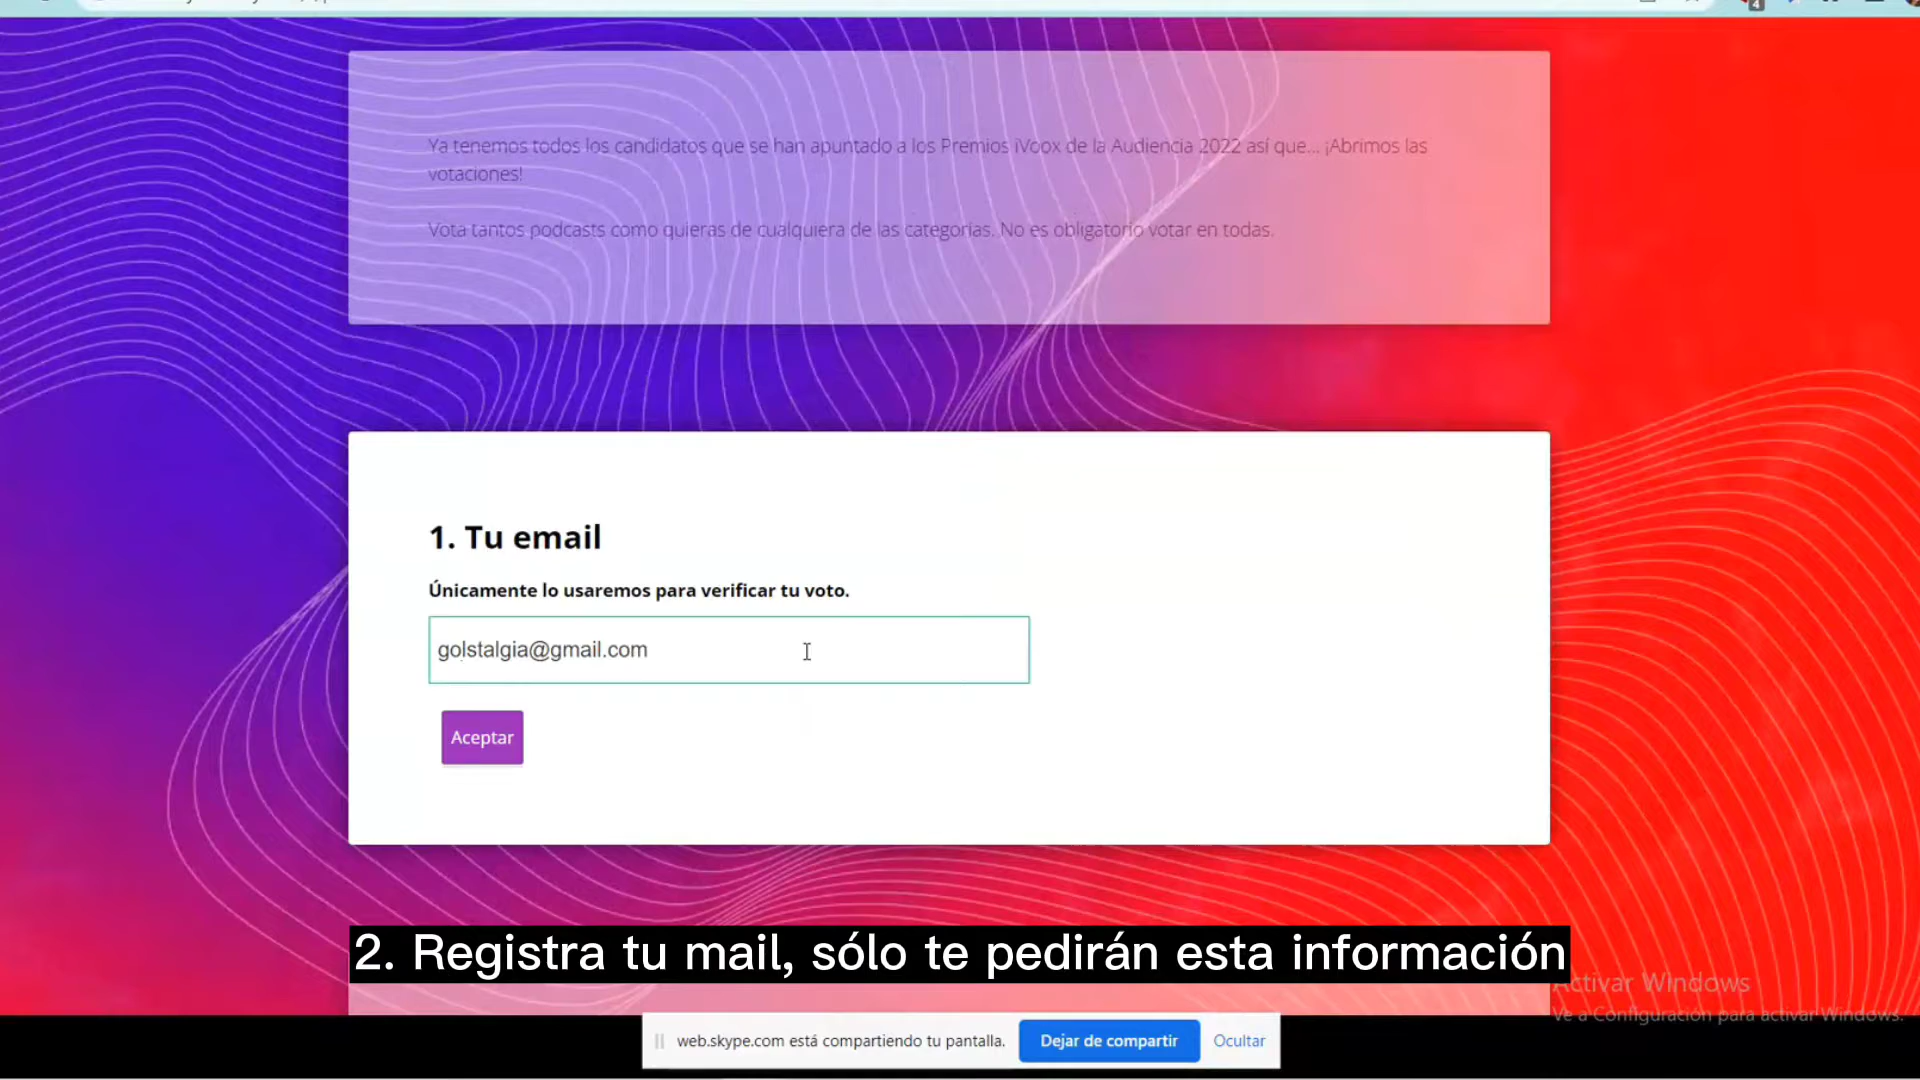 4
Ya tenemos todos los candidatos que se han apuntado a los Premios iVoox de la Audiencia 2022 así que... ¡Abrimos las
votaciones!
Vota tantos podcasts como quieras de cualquiera de las categorías. No es obligatorio votar en todas.
1. Tu email
Únicamente lo usaremos para verificar tu voto.
golstalgia@gmail.com
Aceptar
2. Registra tu mail, sólo te pedirán esta información
Activar Windows
Ve a Configuración para activar Windows.
web.skype.com está compartiendo tu pantalla.
Dejar de compartir
Ocultar